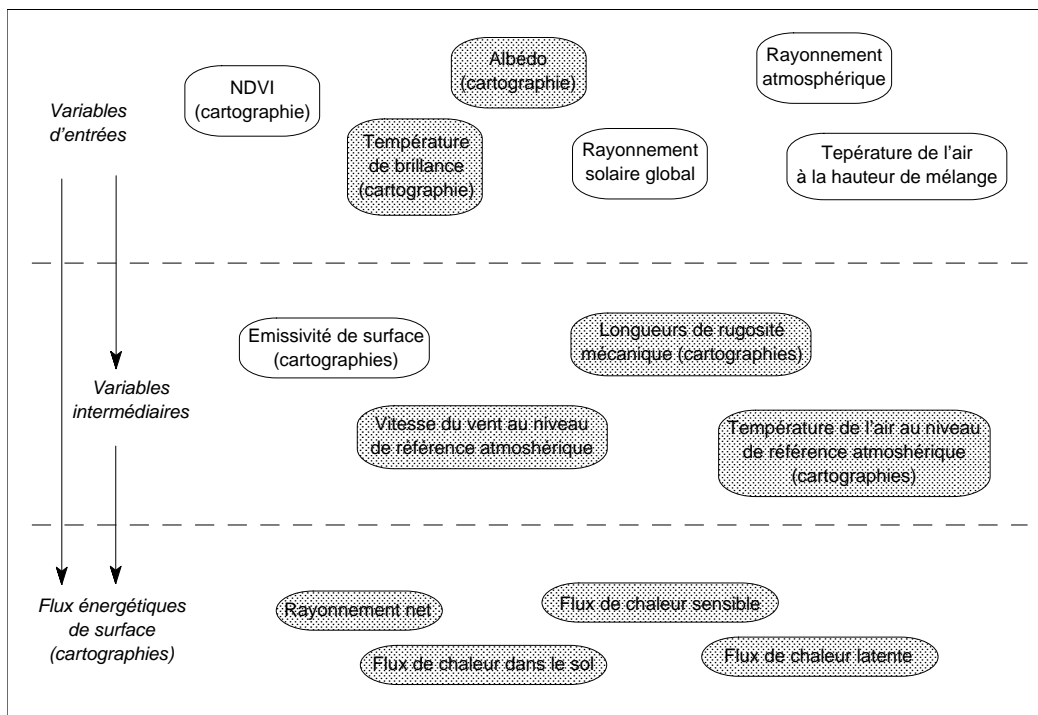 Variables
d'entrées
NDVI
(cartographie)
Albédo
(cartographie)
Rayonnement
atmosphérique
Température
de brillance
(cartographie)
Rayonnement
solaire global
Tepérature de l'air
à la hauteur de mélange
Variables
intermédiaires
Emissivité de surface
(cartographies)
Longueurs de rugosité
mécanique (cartographies)
Vitesse du vent au niveau
de référence atmoshérique
Température de l'air au niveau
de référence atmoshérique
(cartographies)
Flux énergétiques
de surface
(cartographies)
Rayonnement net
Flux de chaleur sensible
Flux de chaleur dans le sol
Flux de chaleur latente